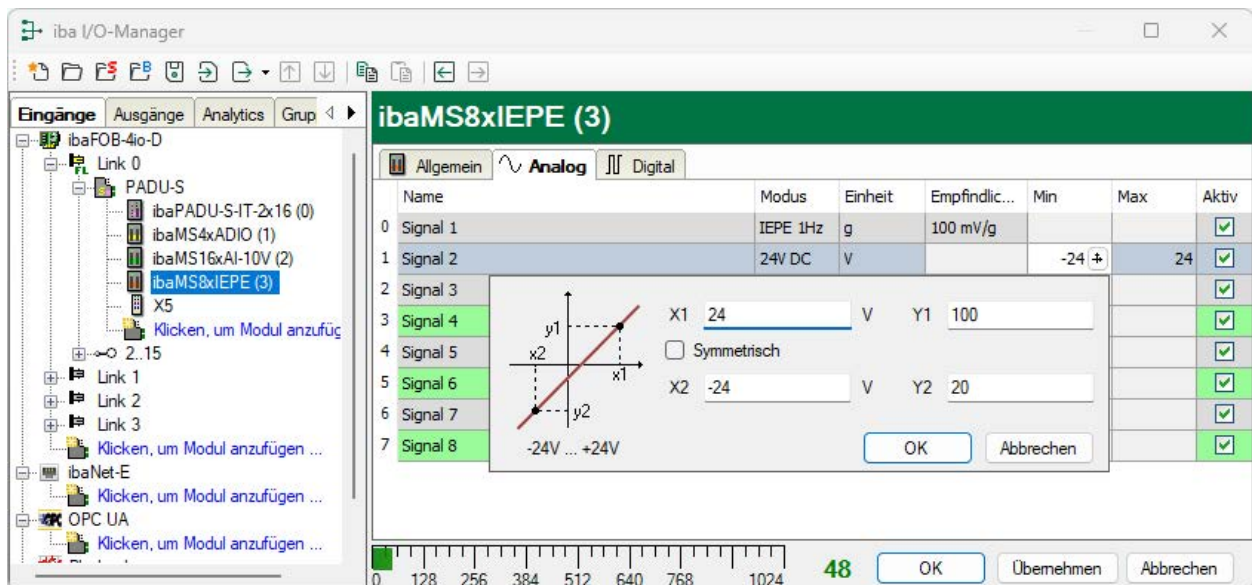 iba I/O-Manager
Eingänge Ausgänge Analytics Grup
ibaFOB-4io-D
Link 0
PADU-S
ibaPADU-S-IT-2x16 (0)
ibaMS4xADIO (1)
ibaMS16xAI-10V (2)
ibaMS8xIEPE (3)
X5
Klicken, um Modul anzufüg
2..15
Link 1
Link 2
Link 3
Klicken, um Modul anzufügen ...
ibaNet-E
Klicken, um Modul anzufügen ...
OPC UA
Klicken, um Modul anzufügen ...
ibaMS8xIEPE (3)
Allgemein Analog Digital
Name Modus Einheit Empfindlic... Min Max Aktiv
0 Signal 1 IEPE 1Hz g 100 mV/g
1 Signal 2 24V DC V -24 24
2 Signal 3
3 Signal 4
4 Signal 5
5 Signal 6
6 Signal 7
7 Signal 8
y1
x2
x1
y2
-24V ... +24V
X1 24 V Y1 100
Symmetrisch
X2 -24 V Y2 20
OK Abbrechen
0 128 256 384 512 640 768 1024
48 OK Übernehmen Abbrechen